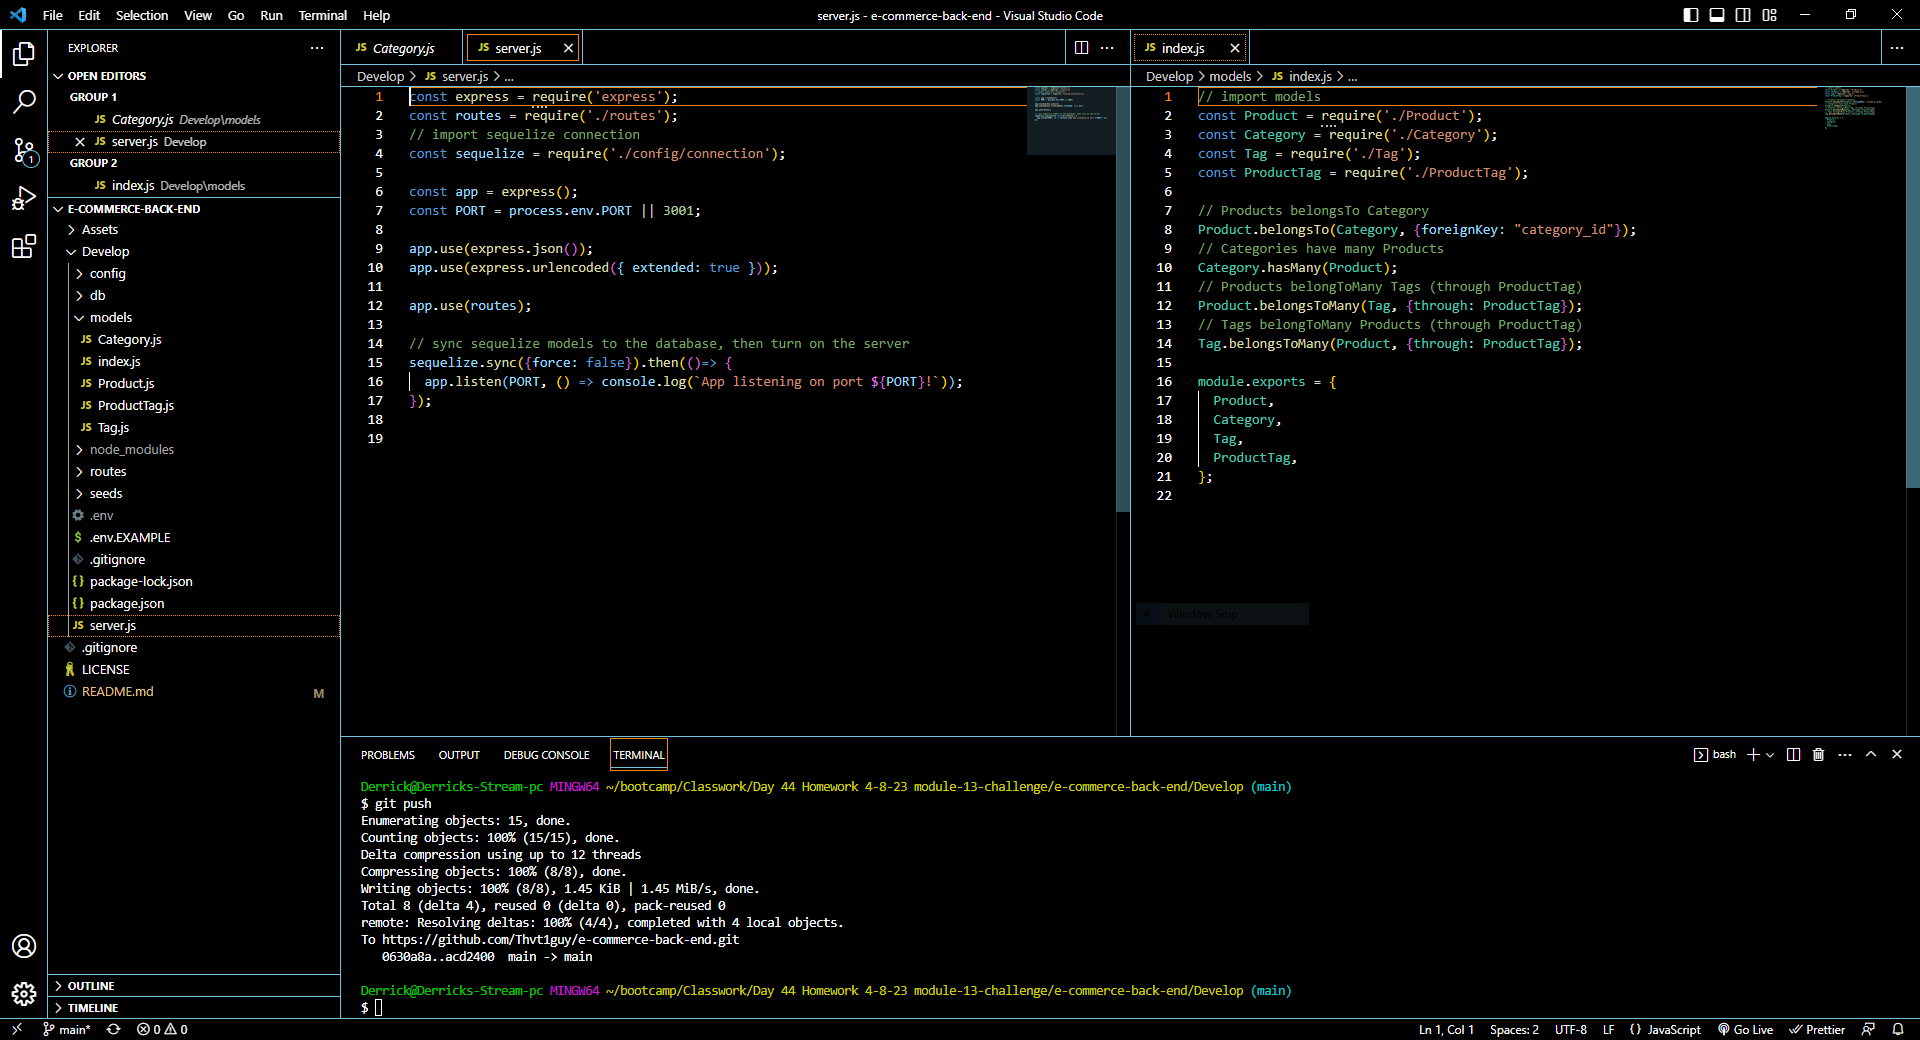 File Edit Selection View Go Run Terminal Help
server.js - e-commerce-back-end - Visual Studio Code
EXPLORER
OPEN EDITORS
GROUP 1
JS Category.js Develop\models
JS server.js Develop
GROUP 2
JS index.js Develop\models
E-COMMERCE-BACK-END
Assets
Develop
config
db
models
JS Category.js
JS index.js
JS Product.js
JS ProductTag.js
JS Tag.js
node_modules
routes
seeds
.env
$ .env.EXAMPLE
.gitignore
{} package-lock.json
{} package.json
JS server.js
.gitignore
LICENSE
README.md M
OUTLINE
TIMELINE
1
JS Category.js JS server.js
Develop > JS server.js > ...
1 const express = require('express');
2 const routes = require('./routes');
3 // import sequelize connection
4 const sequelize = require('./config/connection');
5
6 const app = express();
7 const PORT = process.env.PORT || 3001;
8
9 app.use(express.json());
10 app.use(express.urlencoded({ extended: true }));
11
12 app.use(routes);
13
14 // sync sequelize models to the database, then turn on the server
15 sequelize.sync({force: false}).then(()=> {
16 app.listen(PORT, () => console.log(`App listening on port ${PORT}!`));
17 });
18
19
JS index.js
Develop > models > JS index.js > ...
1 // import models
2 const Product = require('./Product');
3 const Category = require('./Category');
4 const Tag = require('./Tag');
5 const ProductTag = require('./ProductTag');
6
7 // Products belongsTo Category
8 Product.belongsTo(Category, {foreignKey: "category_id"});
9 // Categories have many Products
10 Category.hasMany(Product);
11 // Products belongToMany Tags (through ProductTag)
12 Product.belongsToMany(Tag, {through: ProductTag});
13 // Tags belongToMany Products (through ProductTag)
14 Tag.belongsToMany(Product, {through: ProductTag});
15
16 module.exports = {
17 Product,
18 Category,
19 Tag,
20 ProductTag,
21 };
22
Window Snip
PROBLEMS OUTPUT DEBUG CONSOLE TERMINAL
bash
Derrick@Derricks-Stream-pc MINGW64 ~/bootcamp/Classwork/Day 44 Homework 4-8-23 module-13-challenge/e-commerce-back-end/Develop (main)
$ git push
Enumerating objects: 15, done.
Counting objects: 100% (15/15), done.
Delta compression using up to 12 threads
Compressing objects: 100% (8/8), done.
Writing objects: 100% (8/8), 1.45 KiB | 1.45 MiB/s, done.
Total 8 (delta 4), reused 0 (delta 0), pack-reused 0
remote: Resolving deltas: 100% (4/4), completed with 4 local objects.
To https://github.com/Thvt1guy/e-commerce-back-end.git
0630a8a..acd2400 main -> main
Derrick@Derricks-Stream-pc MINGW64 ~/bootcamp/Classwork/Day 44 Homework 4-8-23 module-13-challenge/e-commerce-back-end/Develop (main)
$
main* 0 0
Ln 1, Col 1 Spaces: 2 UTF-8 LF {} JavaScript Go Live Prettier